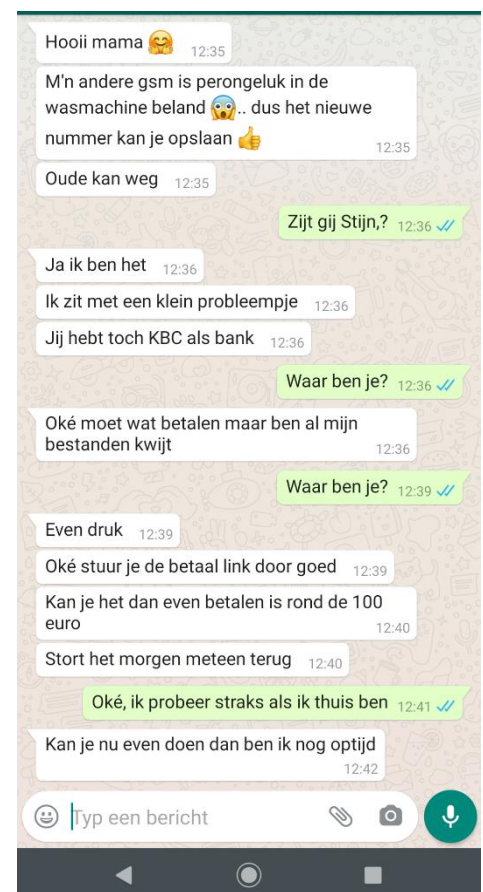 Hooii mama 🤗 12:35
M'n andere gsm is perongeluk in de
wasmachine beland 😱.. dus het nieuwe
nummer kan je opslaan 👍 12:35
Oude kan weg 12:35
Zijt gij Stijn,? 12:36
Ja ik ben het 12:36
Ik zit met een klein probleempje 12:36
Jij hebt toch KBC als bank 12:36
Waar ben je? 12:36
Oké moet wat betalen maar ben al mijn
bestanden kwijt 12:36
Waar ben je? 12:39
Even druk 12:39
Oké stuur je de betaal link door goed 12:39
Kan je het dan even betalen is rond de 100
euro 12:40
Stort het morgen meteen terug 12:40
Oké, ik probeer straks als ik thuis ben 12:41
Kan je nu even doen dan ben ik nog optijd
12:42
Typ een bericht